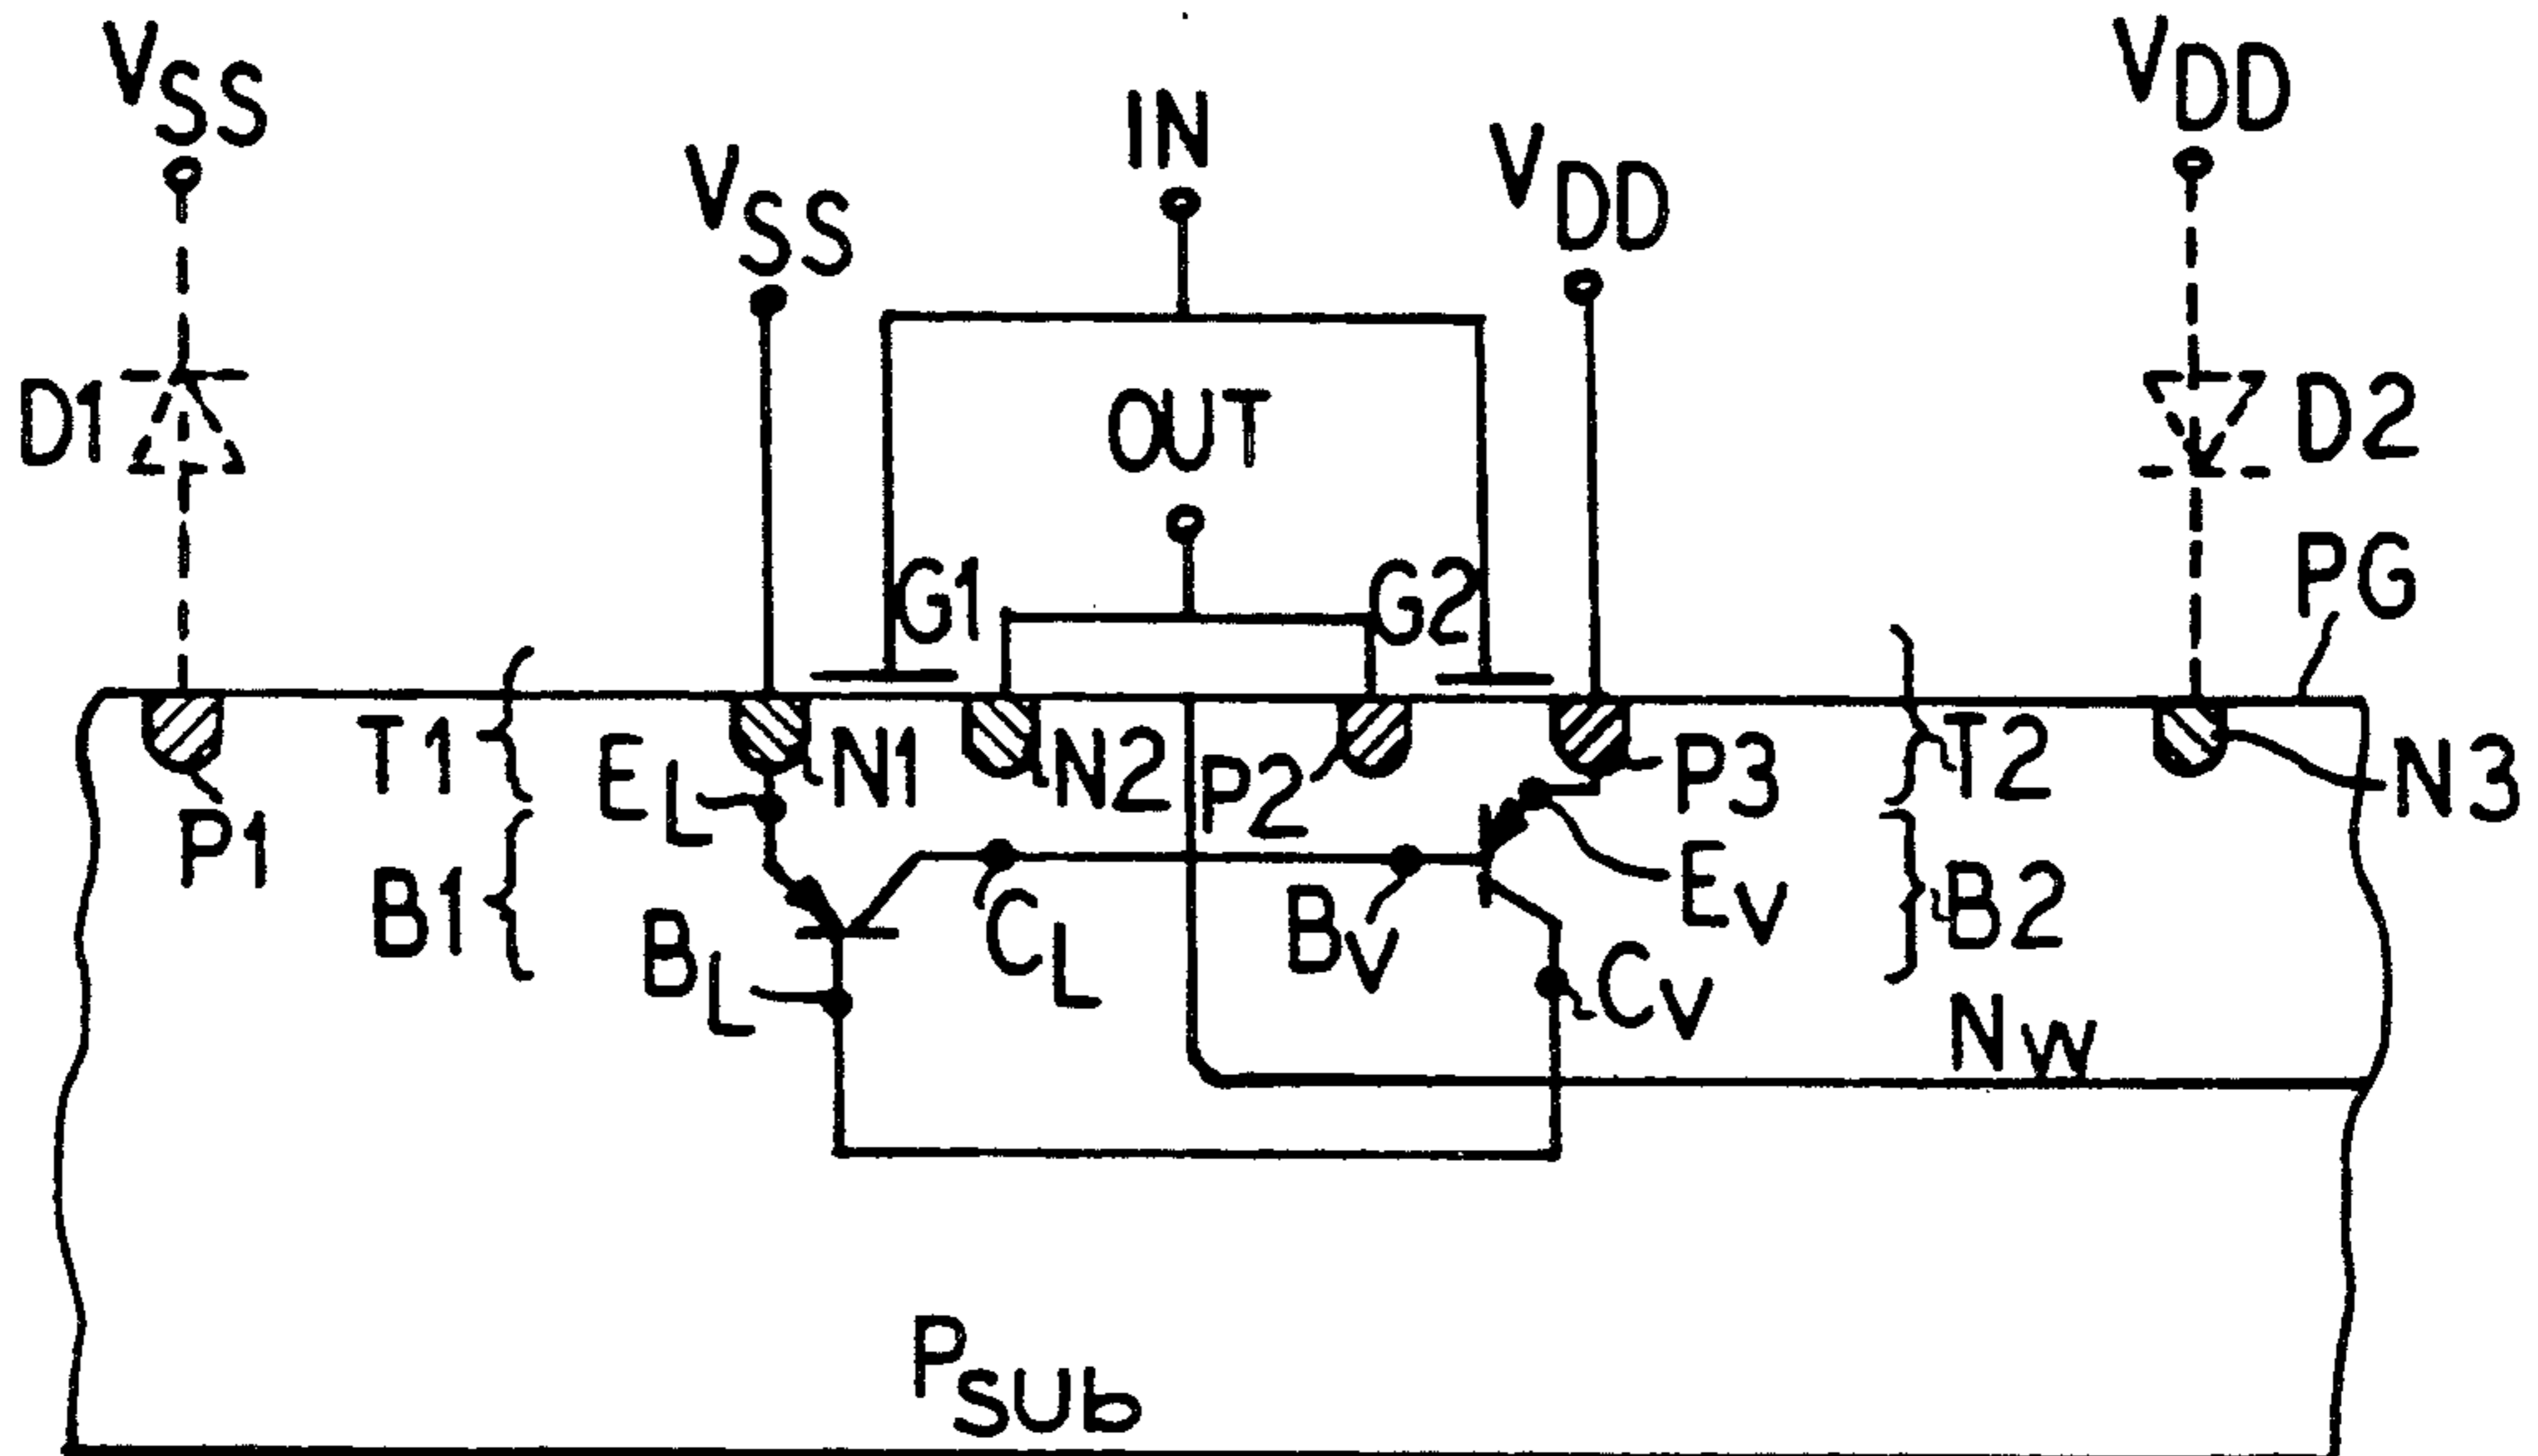 VSS
VDD
IN
VSS
VDD
D1
OUT
D2
G1
G2
PG
T1
EL
N1
N2
P2
P3
T2
N3
P1
B1
BL
CL
BV
EV
CV
B2
NW
PSUb